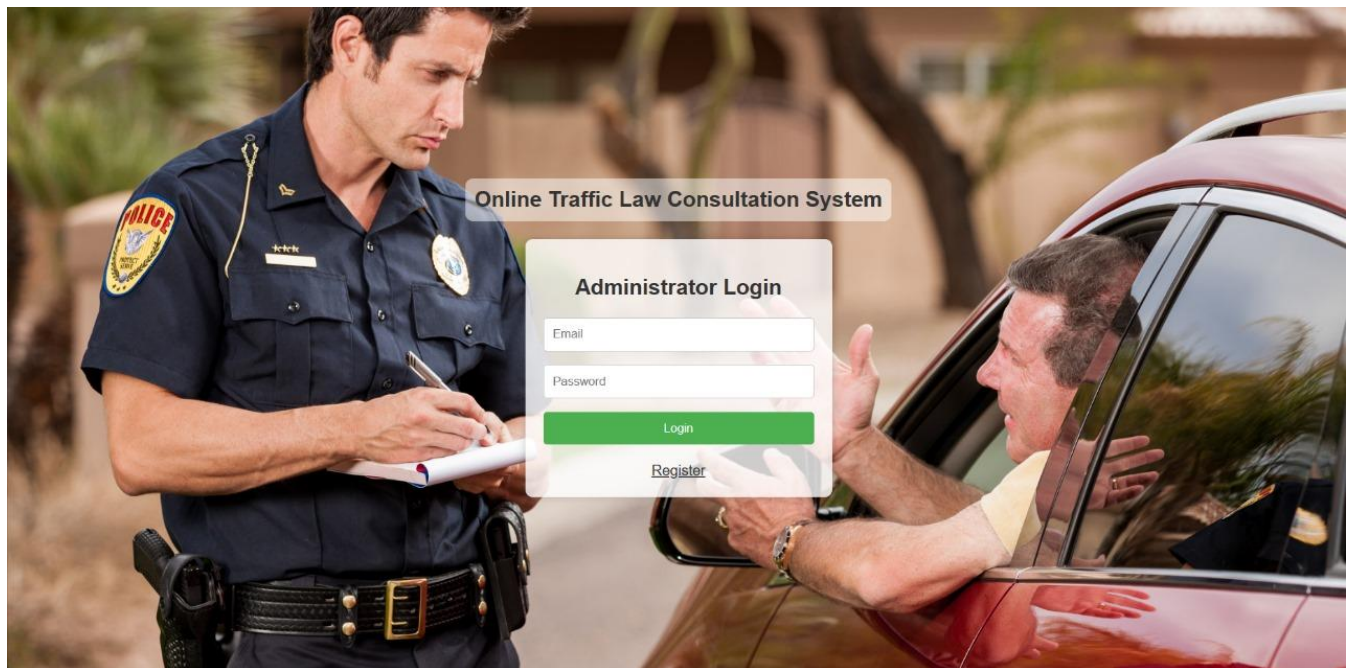 POLICE
Online Traffic Law Consultation System
Administrator Login
Email
Password
Login
Register